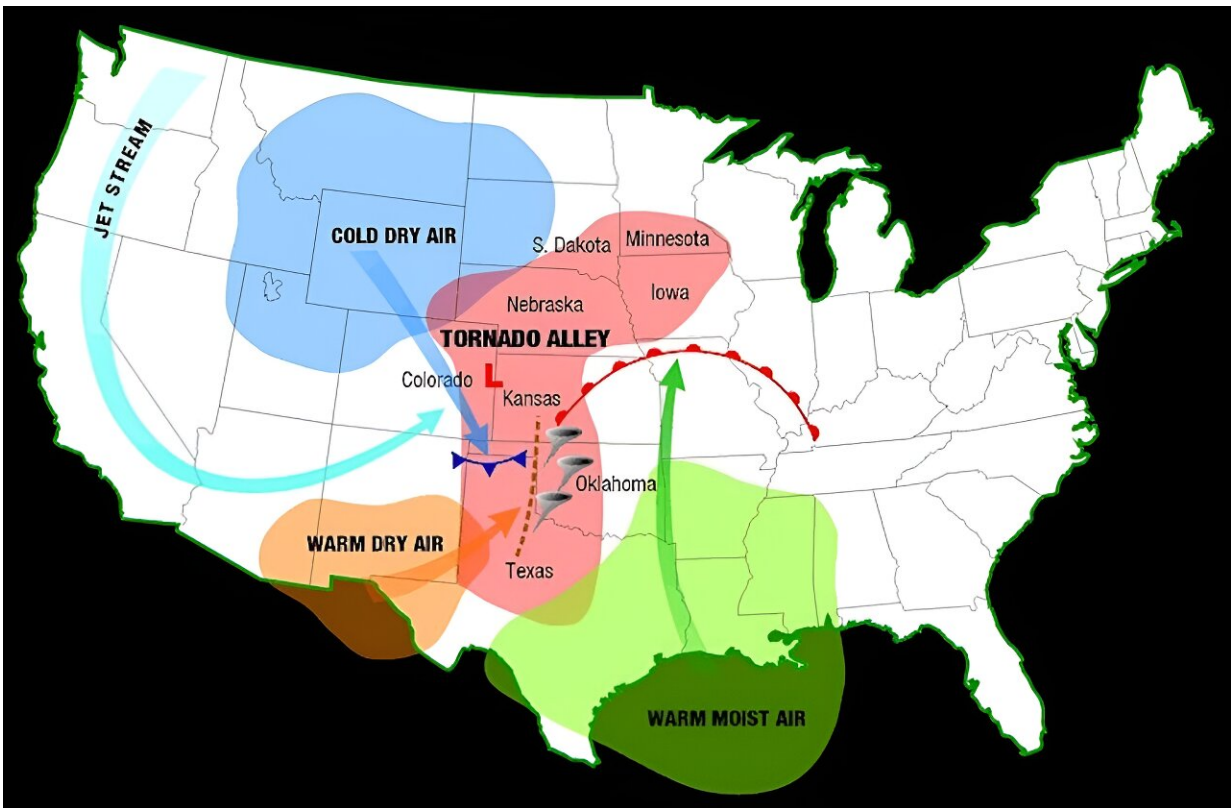 JET STREAM
COLD DRY AIR
S. Dakota
Minnesota
Nebraska
Iowa
TORNADO ALLEY
Colorado
L
Kansas
Oklahoma
WARM DRY AIR
Texas
WARM MOIST AIR